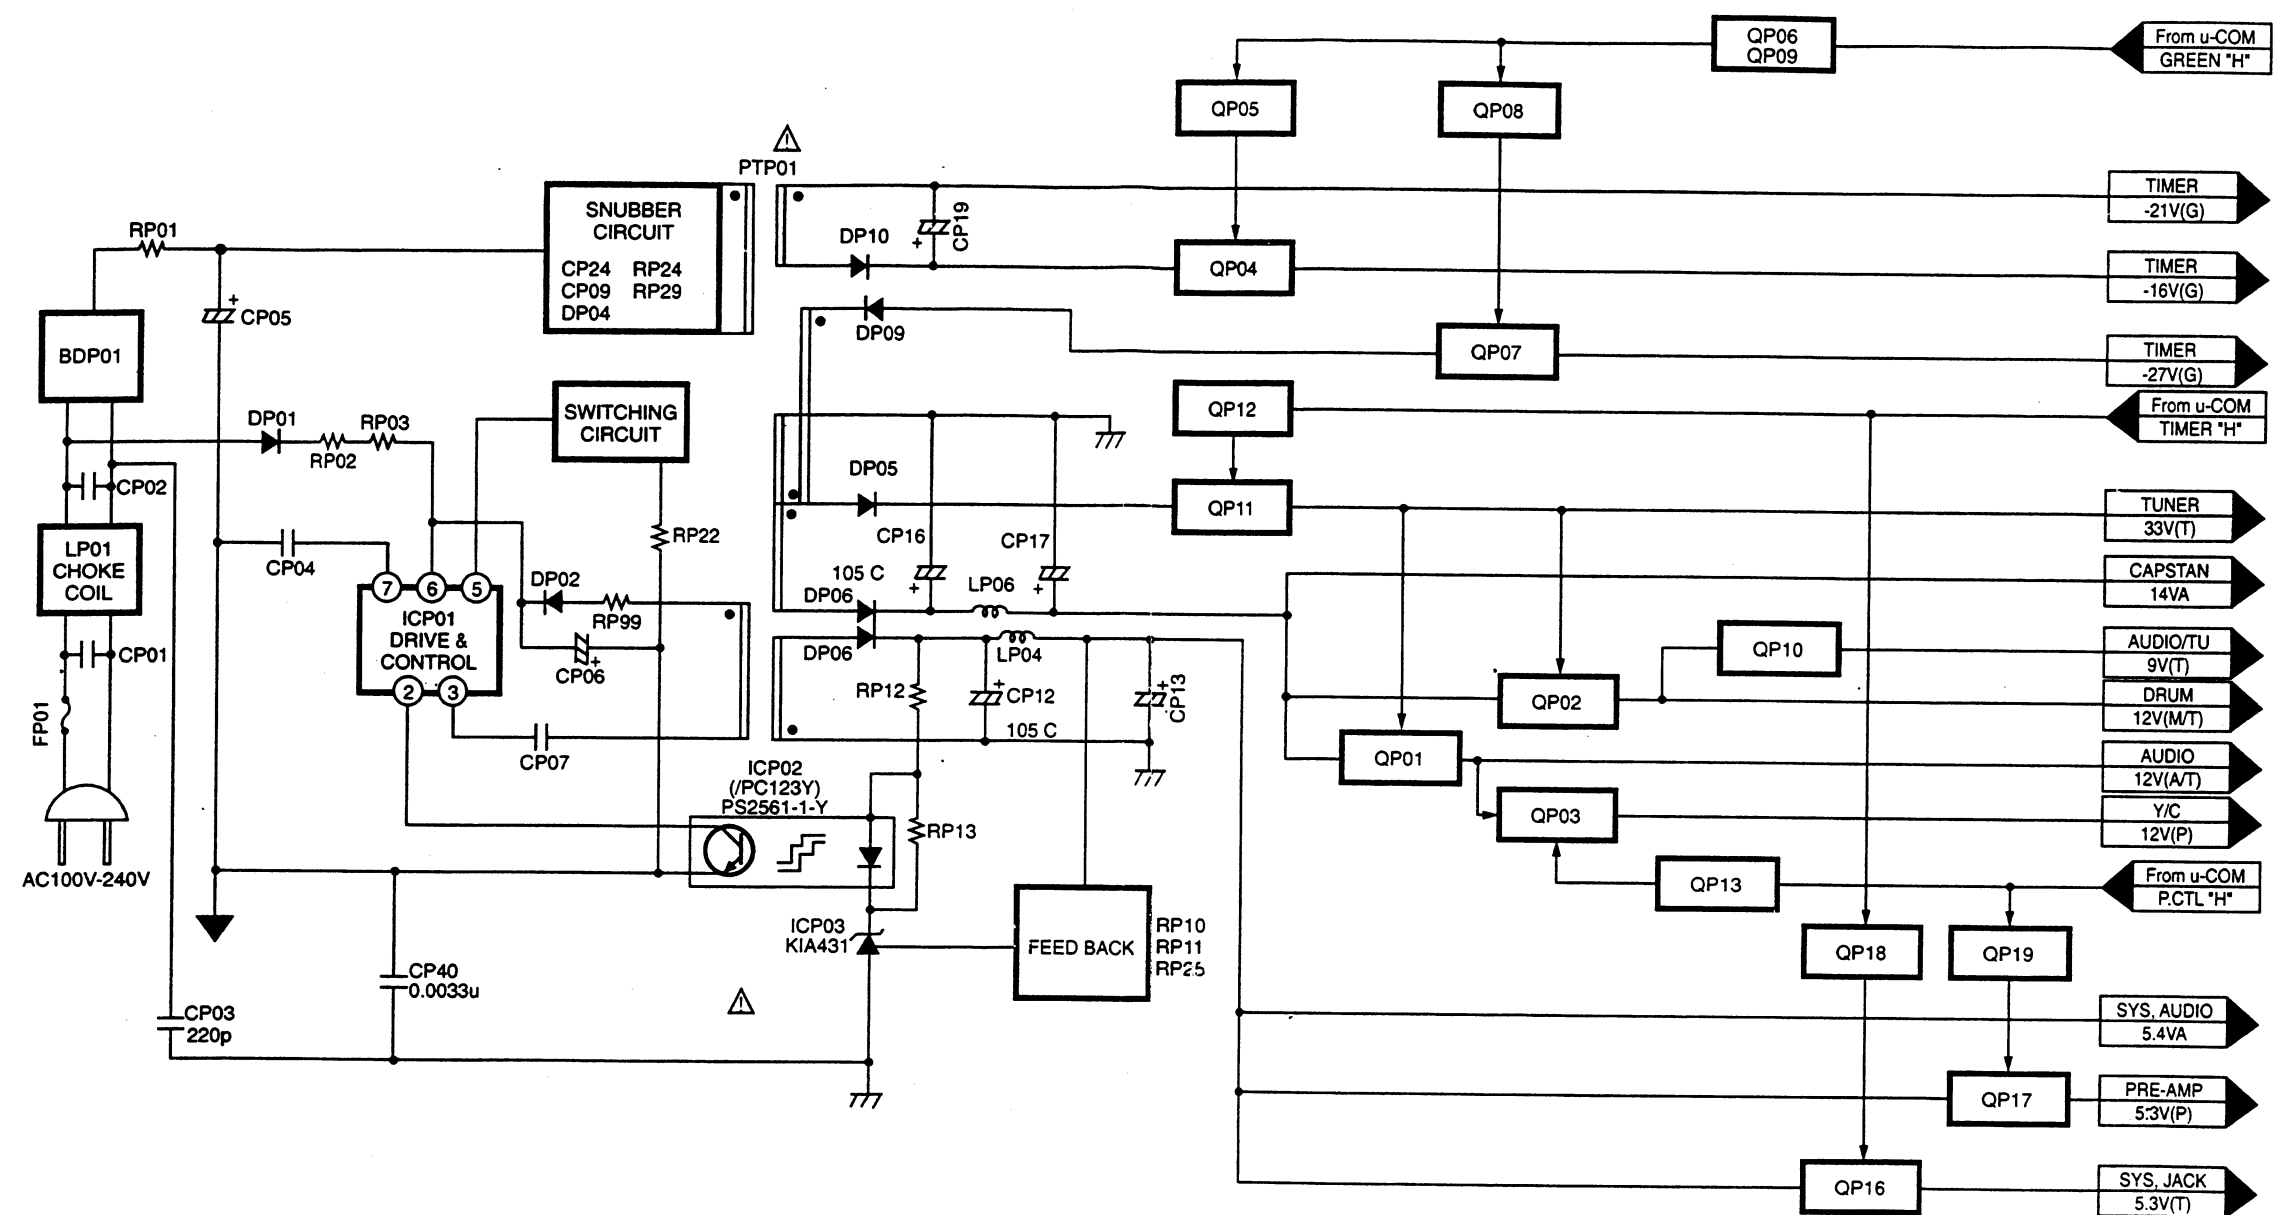 QP06
QP09
From u-COM
GREEN "H"
QP05
QP08
PTP01
TIMER
-21V(G)
SNUBBER
CIRCUIT
CP24 RP24
CP09 RP29
DP04
RP01
DP10
+
CP19
QP04
TIMER
-16V(G)
+
CP05
DP09
BDP01
QP07
TIMER
-27V(G)
QP12
From u-COM
TIMER "H"
SWITCHING
CIRCUIT
DP01
RP03
RP02
DP05
CP02
QP11
TUNER
33V(T)
RP22
CP16
CP17
LP01
CHOKE
COIL
CP04
105 C
+
LP06
+
DP06
CAPSTAN
14VA
7
6
5
DP02
RP99
ICP01
DRIVE &
CONTROL
2
3
CP01
CP06
+
DP06
LP04
QP10
AUDIO/TU
9V(T)
RP12
+
CP12
+
CP13
QP02
DRUM
12V(M/T)
FP01
105 C
CP07
QP01
AUDIO
12V(A/T)
ICP02
(/PC123Y)
PS2561-1-Y
QP03
Y/C
12V(P)
RP13
AC100V-240V
QP13
From u-COM
P.CTL "H"
ICP03
KIA431
FEED BACK
RP10
RP11
RP25
QP18
QP19
CP40
0.0033u
CP03
220p
SYS, AUDIO
5.4VA
QP17
PRE-AMP
5.3V(P)
QP16
SYS, JACK
5.3V(T)